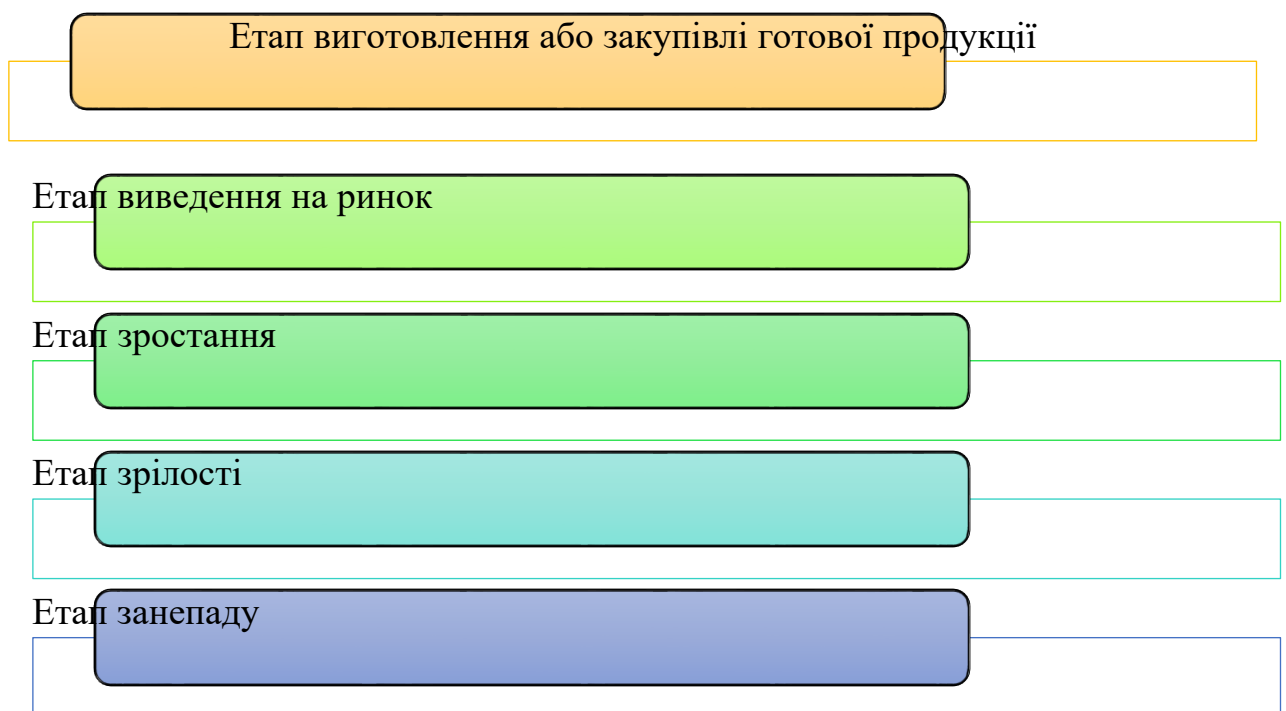 Етап виготовлення або закупівлі готової продукції
Етап виведення на ринок
Етап зростання
Етап зрілості
Етап занепаду